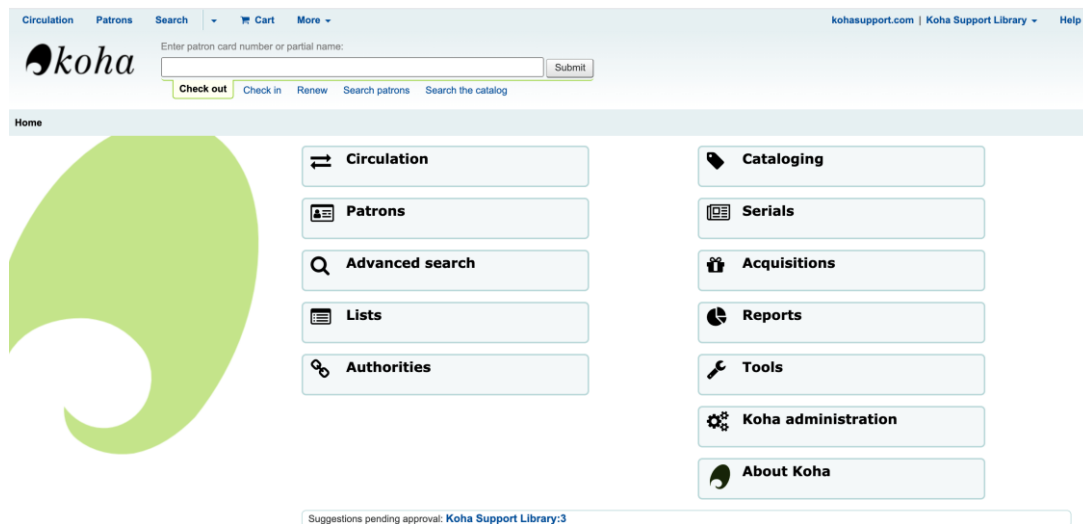 Circulation Patrons Search Cart More kohasupport.com | Koha Support Library Help
koha
Enter patron card number or partial name:
Submit
Check out Check in Renew Search patrons Search the catalog
Home
Circulation Cataloging
Patrons Serials
Advanced search Acquisitions
Lists Reports
Authorities Tools
Koha administration
About Koha
Suggestions pending approval: Koha Support Library:3